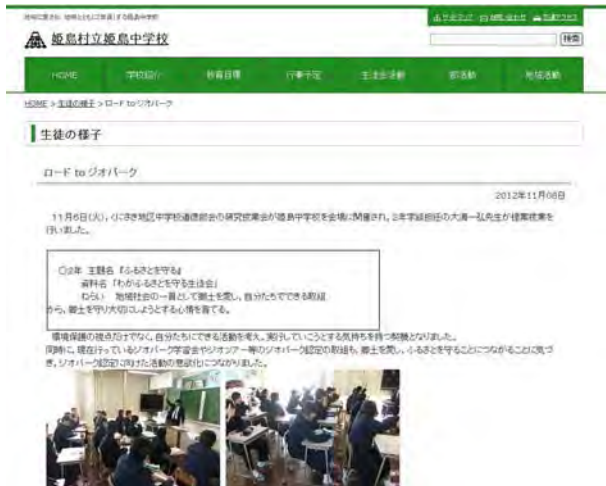 姫島村立姫島中学校
検索
HOME
学校紹介
教育目標
行事予定
生徒会活動
部活動
地域活動
HOME > 生徒の様子 > ロード to ジオパーク
生徒の様子
ロード to ジオパーク
2012年11月08日
11月6日(火)、くにさき地区中学校道徳部会の研究授業会が姫島中学校を会場に開催され、2年学級担任の大海一弘先生が提案授業を
行いました。
○2年 主題名 『ふるさとを守る』
資料名 「わがふるさとを守る生徒会」
ねらい 地域社会の一員として郷土を愛し、自分たちでできる取組
から、郷土を守り大切にしようとする心情を育てる。
環境保護の視点だけでなく、自分たちにできる活動を考え、実行していこうとする気持ちを持つ契機となりました。
同時に、現在行っているジオパーク学習会やジオツアー等のジオパーク認定の取組も、郷土を愛し、ふるさとを守ることにつながることに気づ
き、ジオパーク認定に向けた活動の意欲化につながりました。